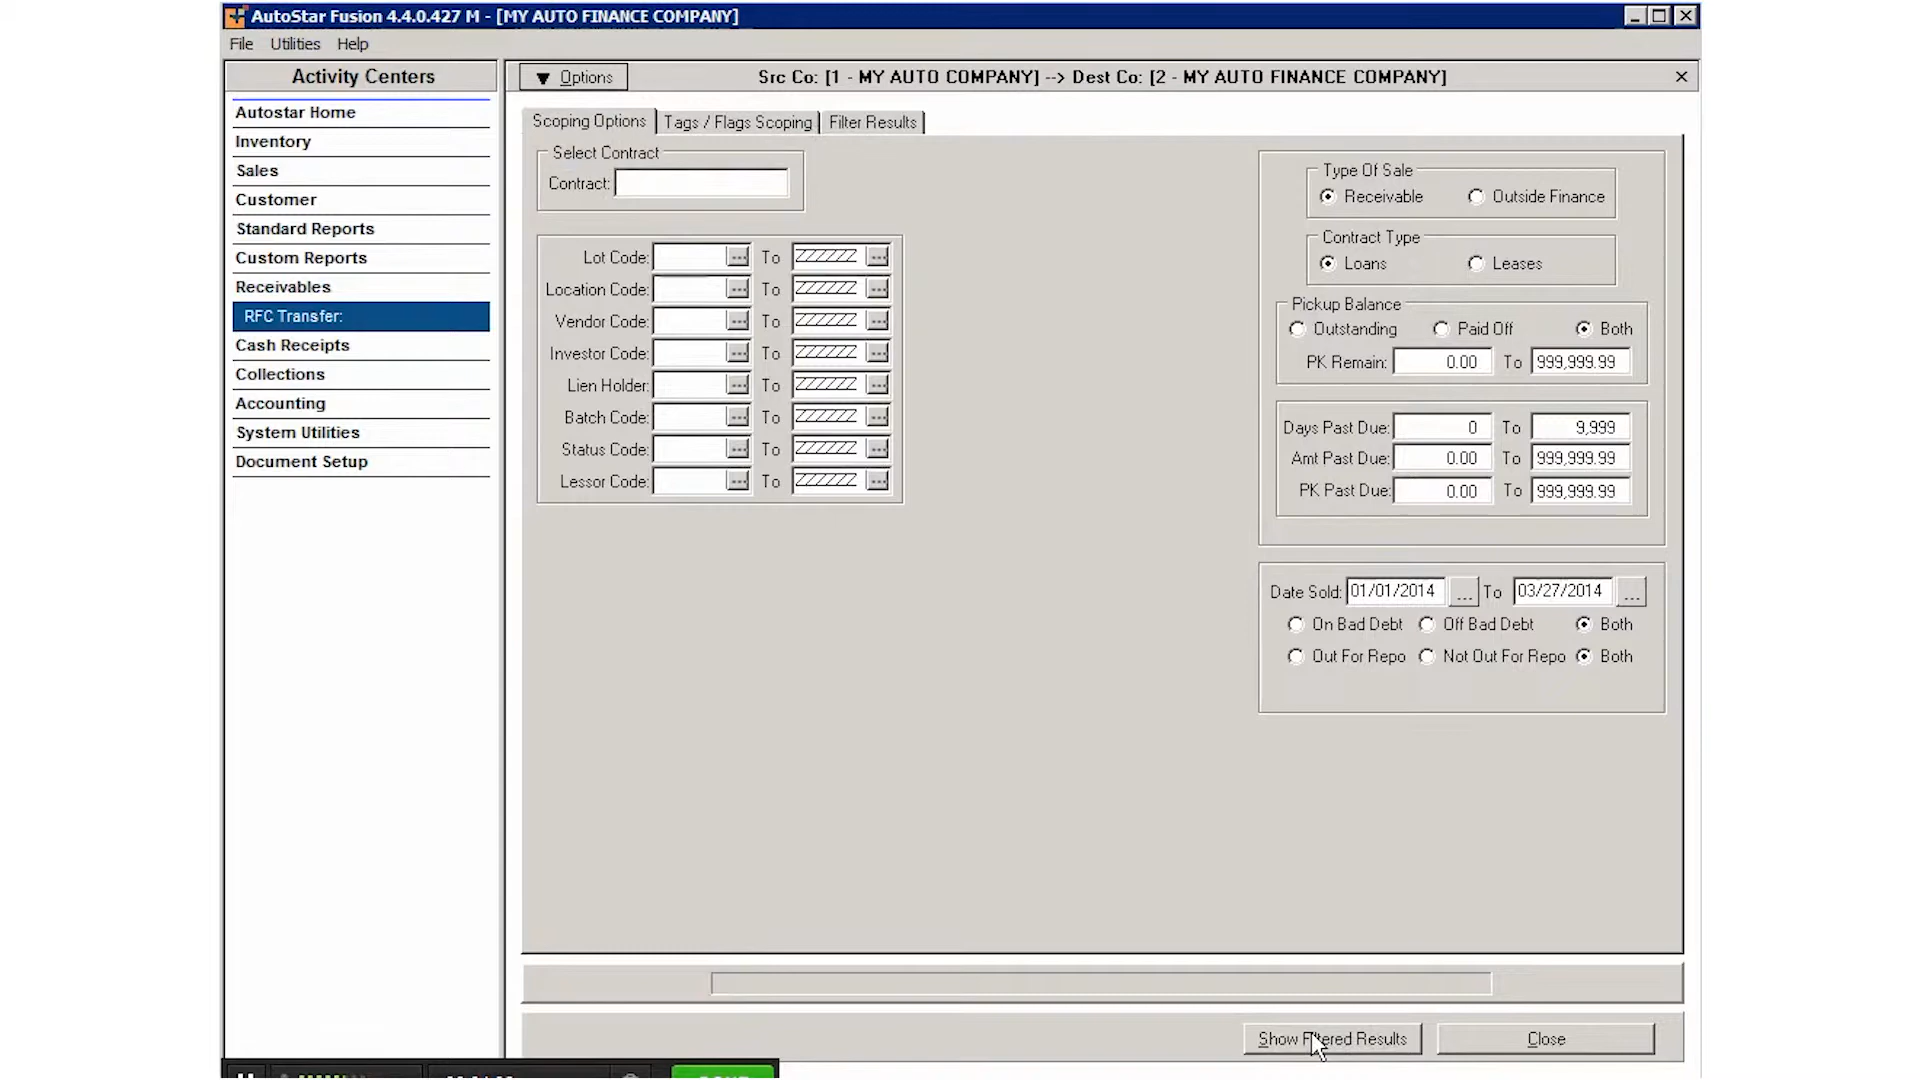 AutoStar Fusion 4.4.0.427 M - [MY AUTO FINANCE COMPANY]
File Utilities Help
Activity Centers
Autostar Home
Inventory
Sales
Customer
Standard Reports
Custom Reports
Receivables
RFC Transfer:
Cash Receipts
Collections
Accounting
System Utilities
Document Setup
Options
Src Co: [1 - MY AUTO COMPANY] --> Dest Co: [2 - MY AUTO FINANCE COMPANY]
Scoping Options Tags / Flags Scoping Filter Results
Select Contract
Contract:
Lot Code: ... To ZZZZZZ ...
Location Code: ... To ZZZZZZ ...
Vendor Code: ... To ZZZZZZ ...
Investor Code: ... To ZZZZZZ ...
Lien Holder: ... To ZZZZZZ ...
Batch Code: ... To ZZZZZZ ...
Status Code: ... To ZZZZZZ ...
Lessor Code: ... To ZZZZZZ ...
Type Of Sale
Receivable Outside Finance
Contract Type
Loans Leases
Pickup Balance
Outstanding Paid Off Both
PK Remain: 0.00 To 999,999.99
Days Past Due: 0 To 9,999
Amt Past Due: 0.00 To 999,999.99
PK Past Due: 0.00 To 999,999.99
Date Sold: 01/01/2014 ... To 03/27/2014 ...
On Bad Debt Off Bad Debt Both
Out For Repo Not Out For Repo Both
Show Filtered Results Close